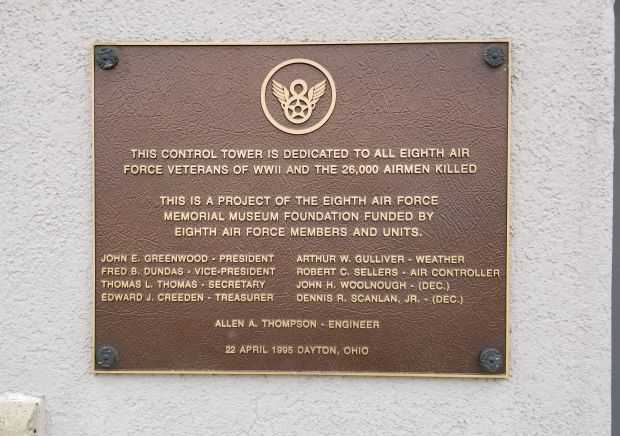 THIS CONTROL TOWER IS DEDICATED TO ALL EIGHTH AIR
FORCE VETERANS OF WWII AND THE 26,000 AIRMEN KILLED
THIS IS A PROJECT OF THE EIGHTH AIR FORCE
MEMORIAL MUSEUM FOUNDATION FUNDED BY
EIGHTH AIR FORCE MEMBERS AND UNITS.
JOHN E. GREENWOOD - PRESIDENT
FRED B. DUNDAS - VICE-PRESIDENT
THOMAS L. THOMAS - SECRETARY
EDWARD J. CREEDEN - TREASURER
ARTHUR W. GULLIVER - WEATHER
ROBERT C. SELLERS - AIR CONTROLLER
JOHN H. WOOLNOUGH - (DEC.)
DENNIS R. SCANLAN, JR. - (DEC.)
ALLEN A. THOMPSON - ENGINEER
22 APRIL 1995 DAYTON, OHIO